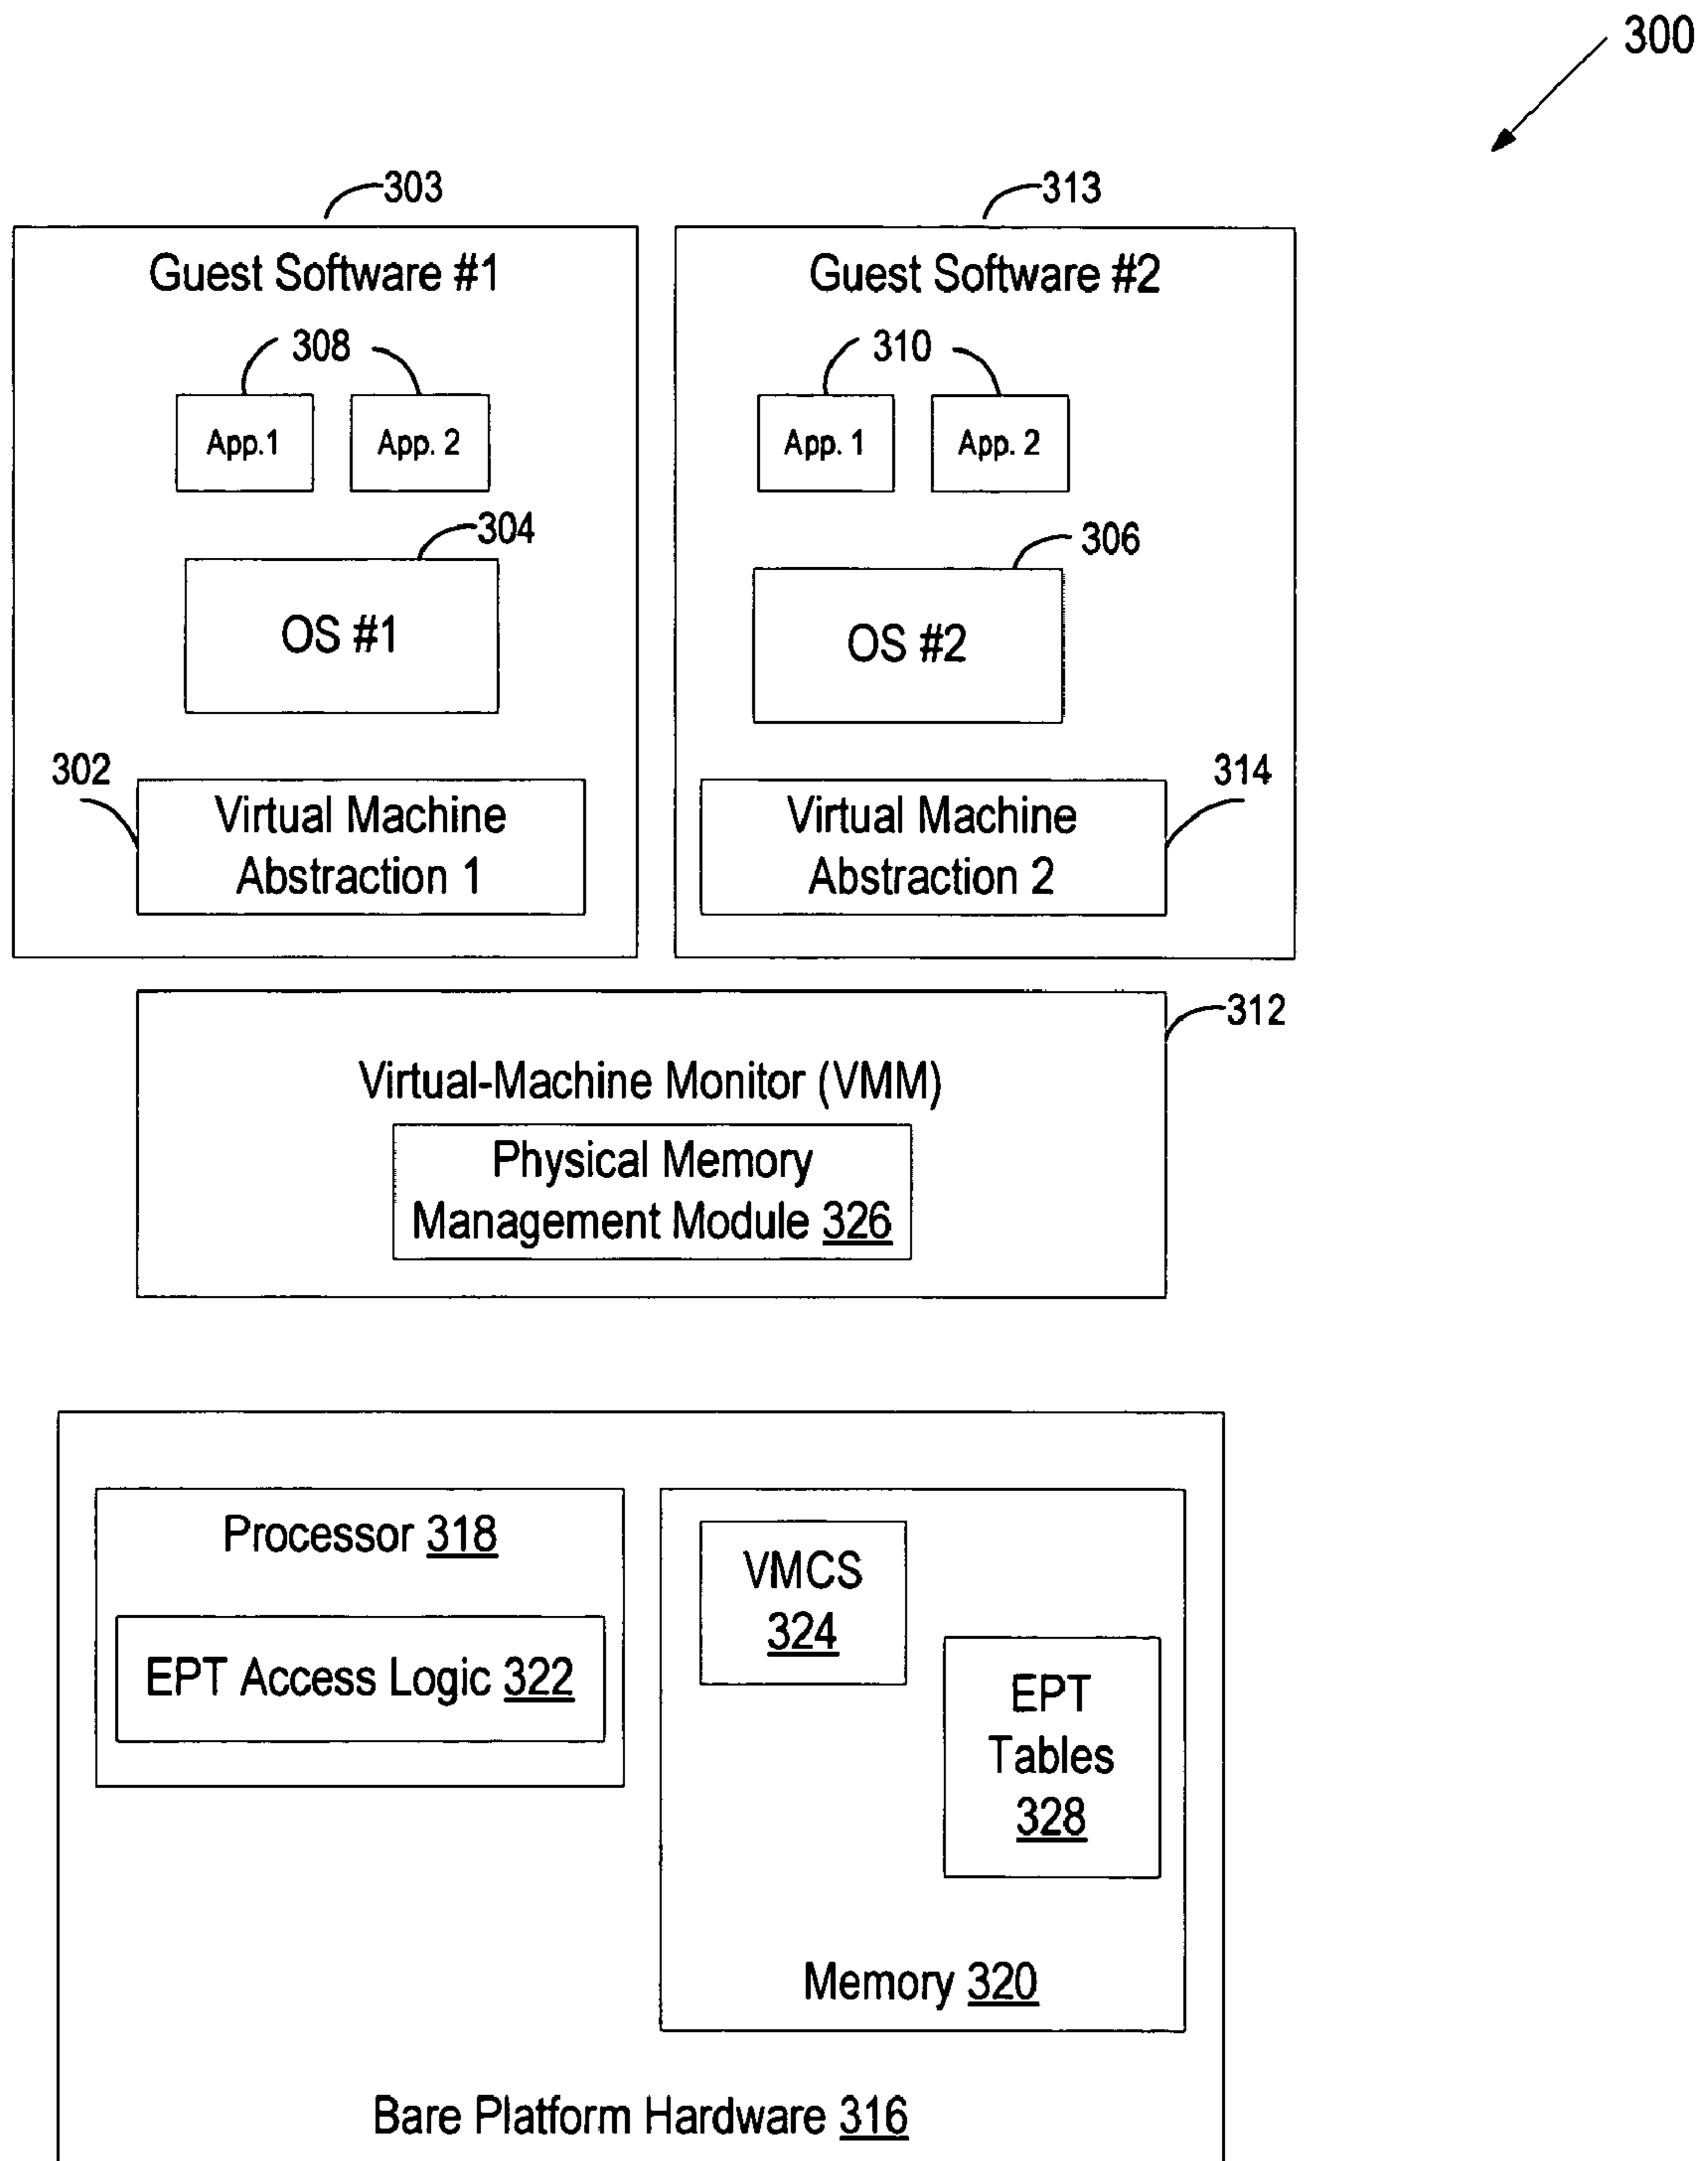 300
303
313
Guest Software #1
Guest Software #2
308
310
App.1
App. 2
App. 1
App. 2
304
306
OS #1
OS #2
302
314
Virtual Machine
Abstraction 1
Virtual Machine
Abstraction 2
312
Virtual-Machine Monitor (VMM)
Physical Memory
Management Module 326
Processor 318
EPT Access Logic 322
VMCS
324
EPT
Tables
328
Memory 320
Bare Platform Hardware 316